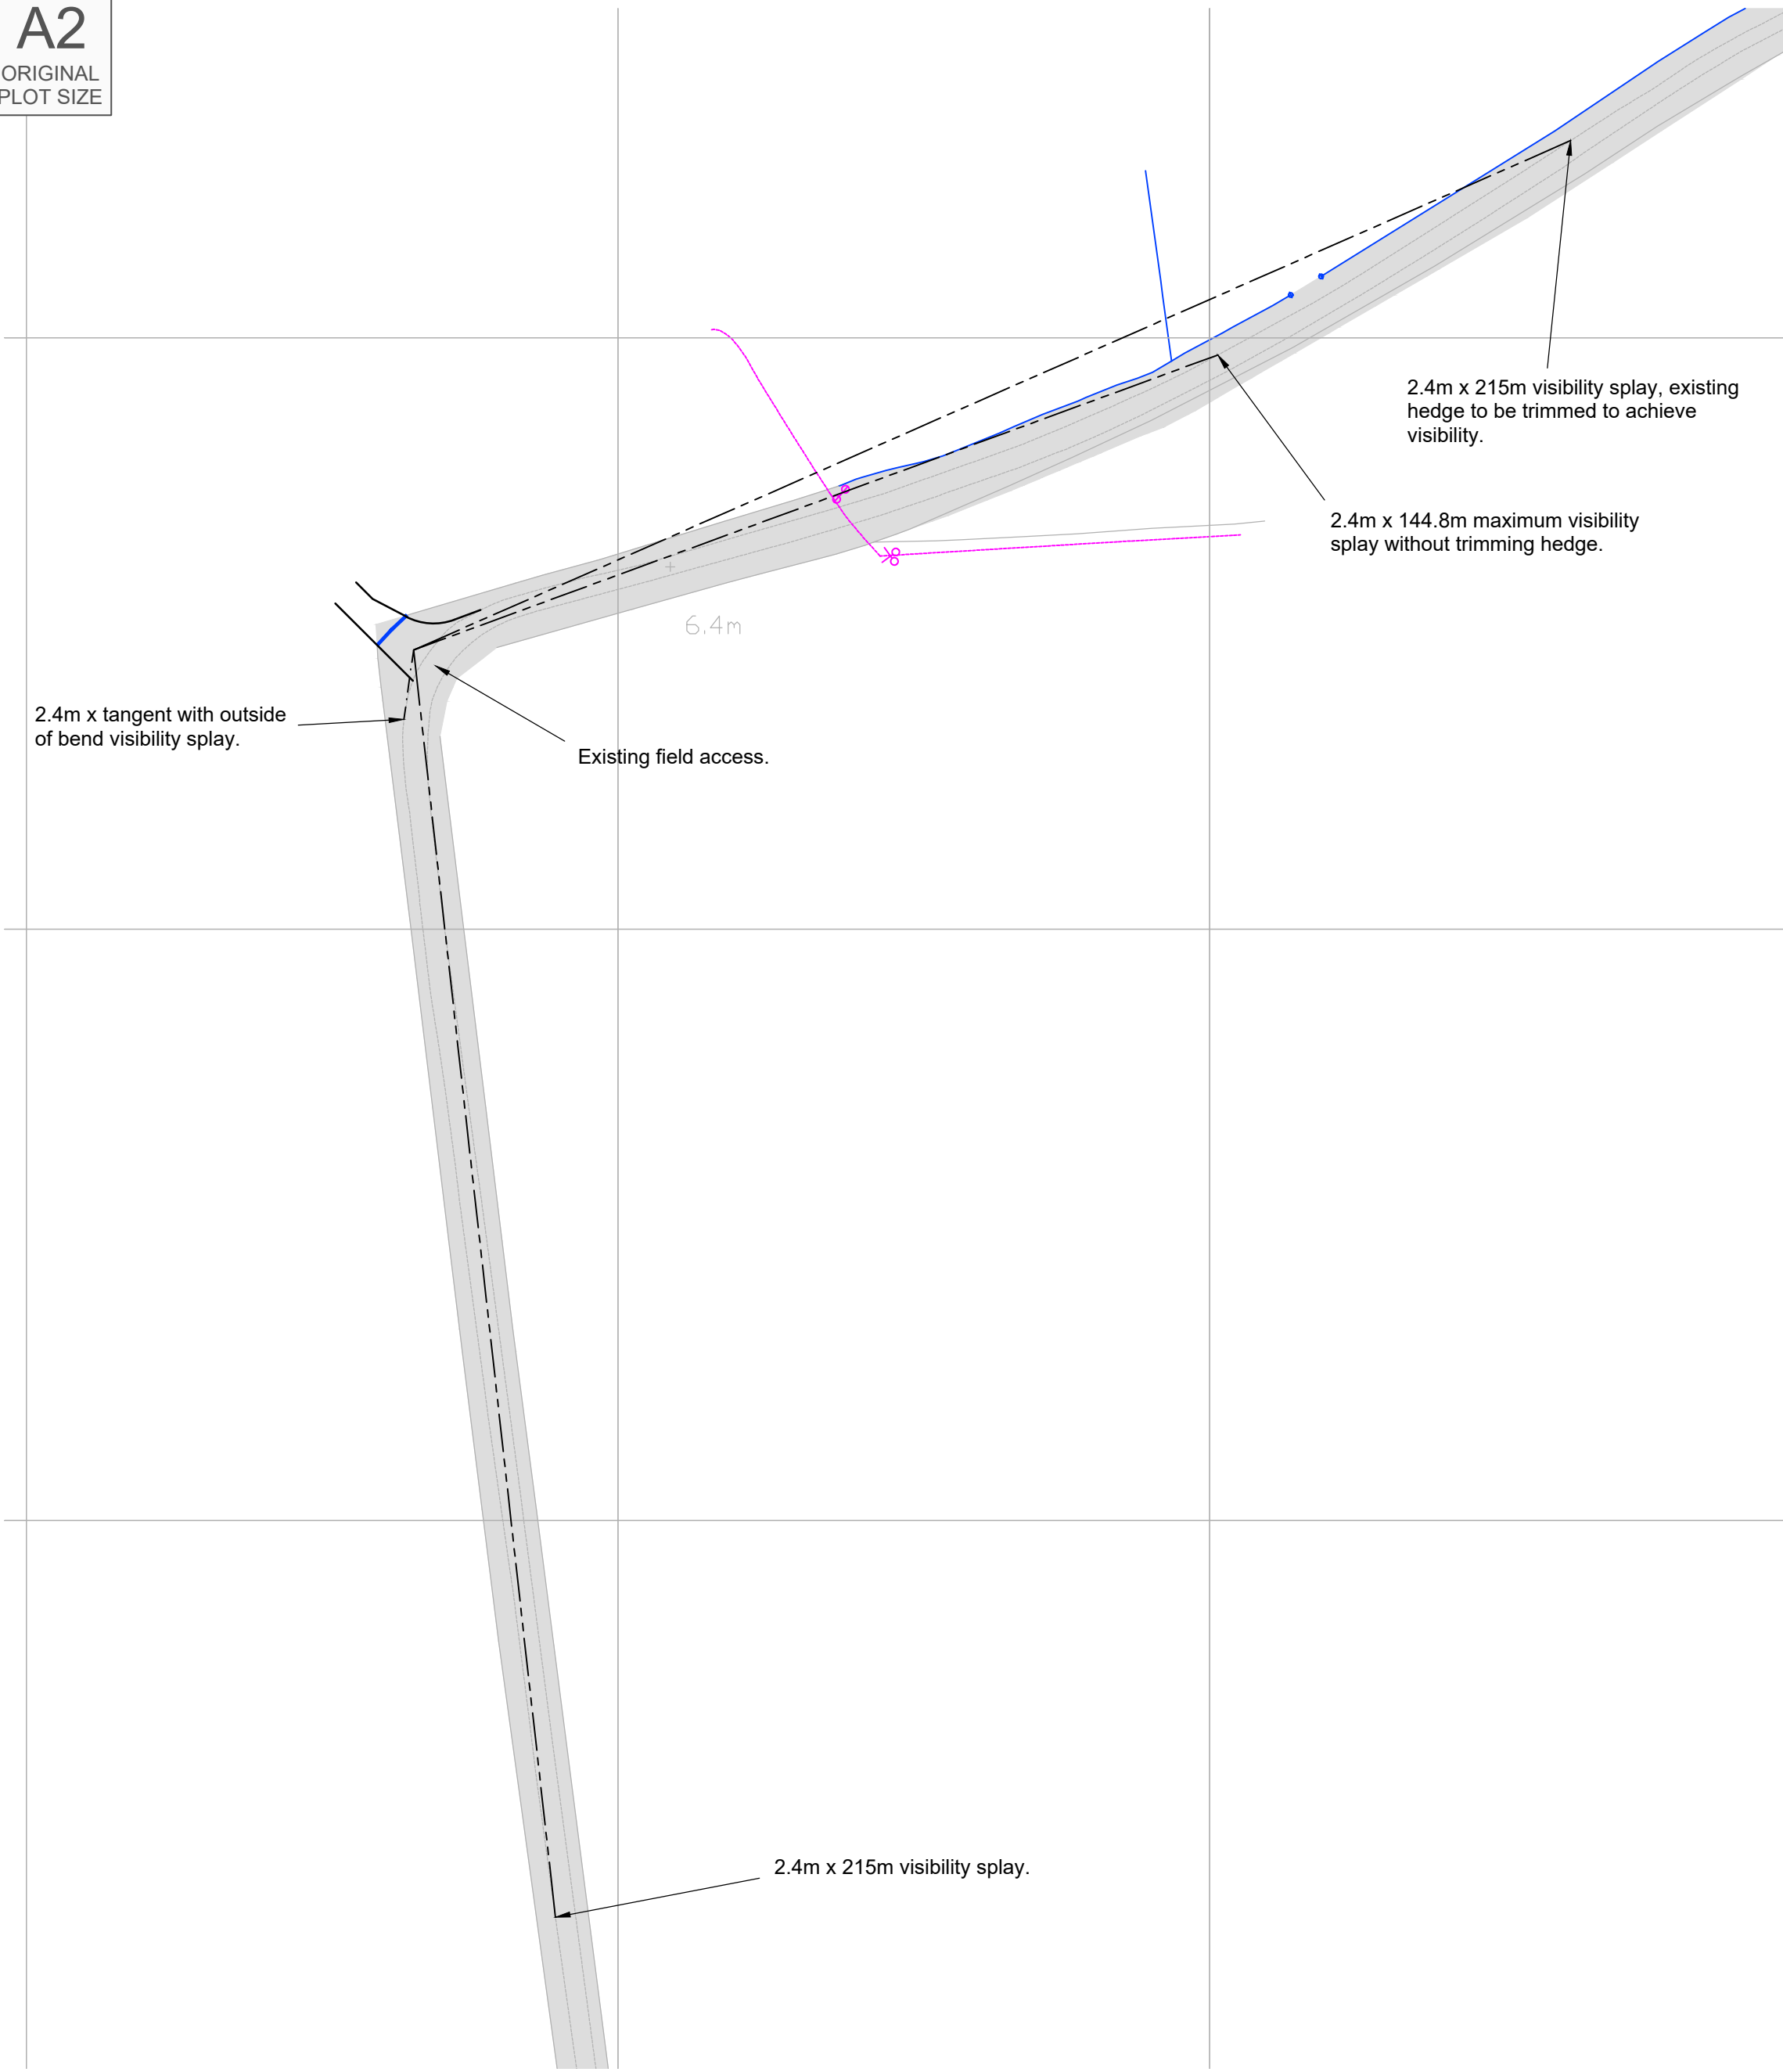 A2
ORIGINAL
PLOT SIZE
2.4m x 215m visibility splay, existing
hedge to be trimmed to achieve
visibility.
2.4m x 144.8m maximum visibility
splay without trimming hedge.
6.4m
2.4m x tangent with outside
of bend visibility splay.
Existing field access.
2.4m x 215m visibility splay.